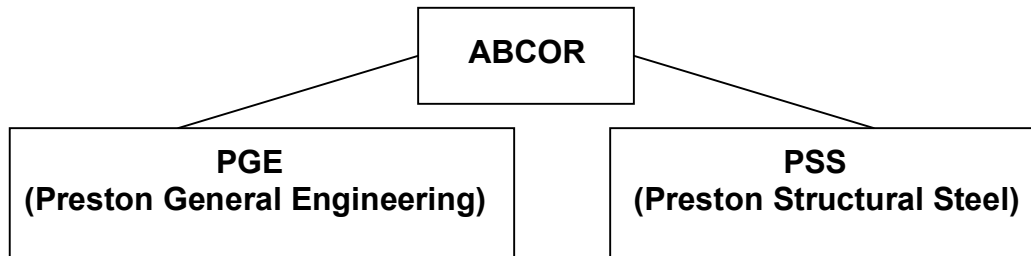 ABCOR
PGE
(Preston General Engineering)
PSS
(Preston Structural Steel)